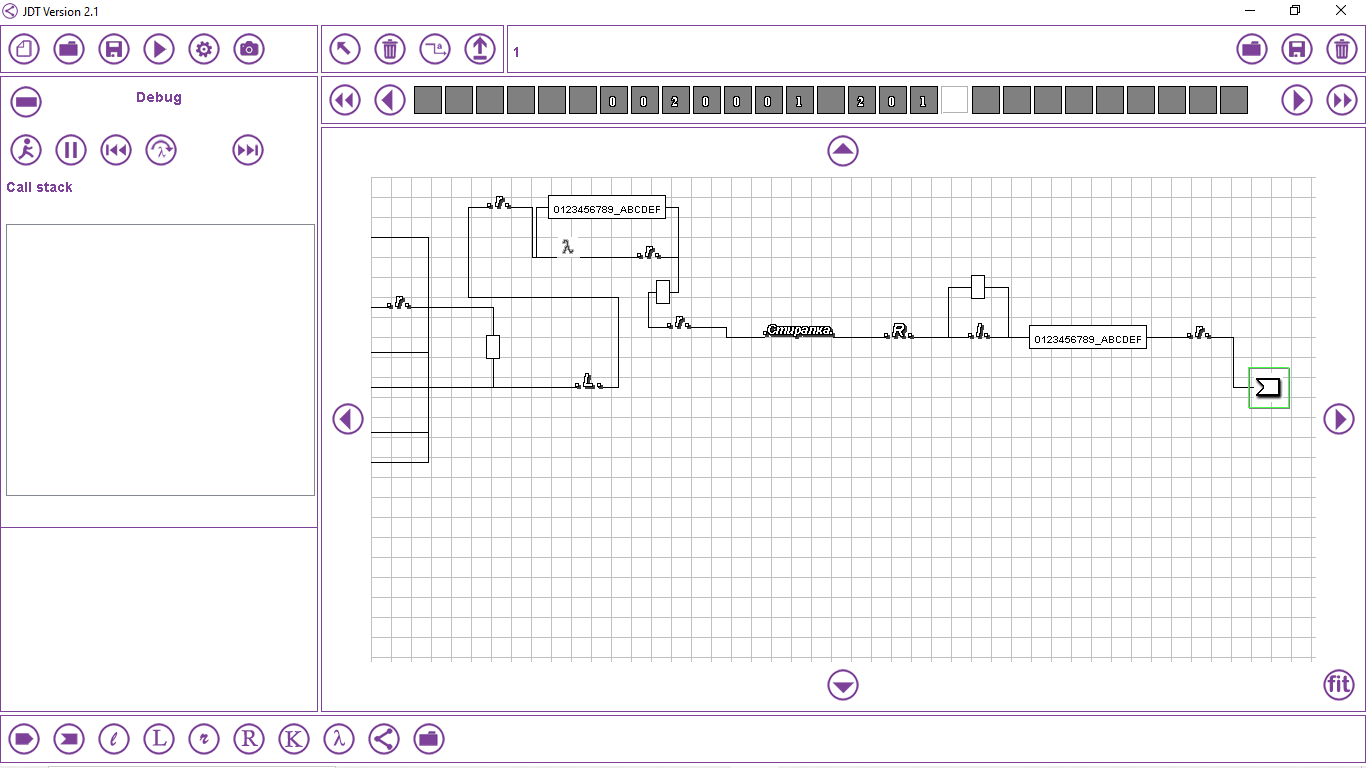 JDT Version 2.1
1
Debug
0 0 2 0 0 0 1 2 0 1
Call stack
r
0123456789_ABCDEF
λ
r
r
r
Стиралка
R
l
0123456789_ABCDEF
r
L
fit
l L r R K λ